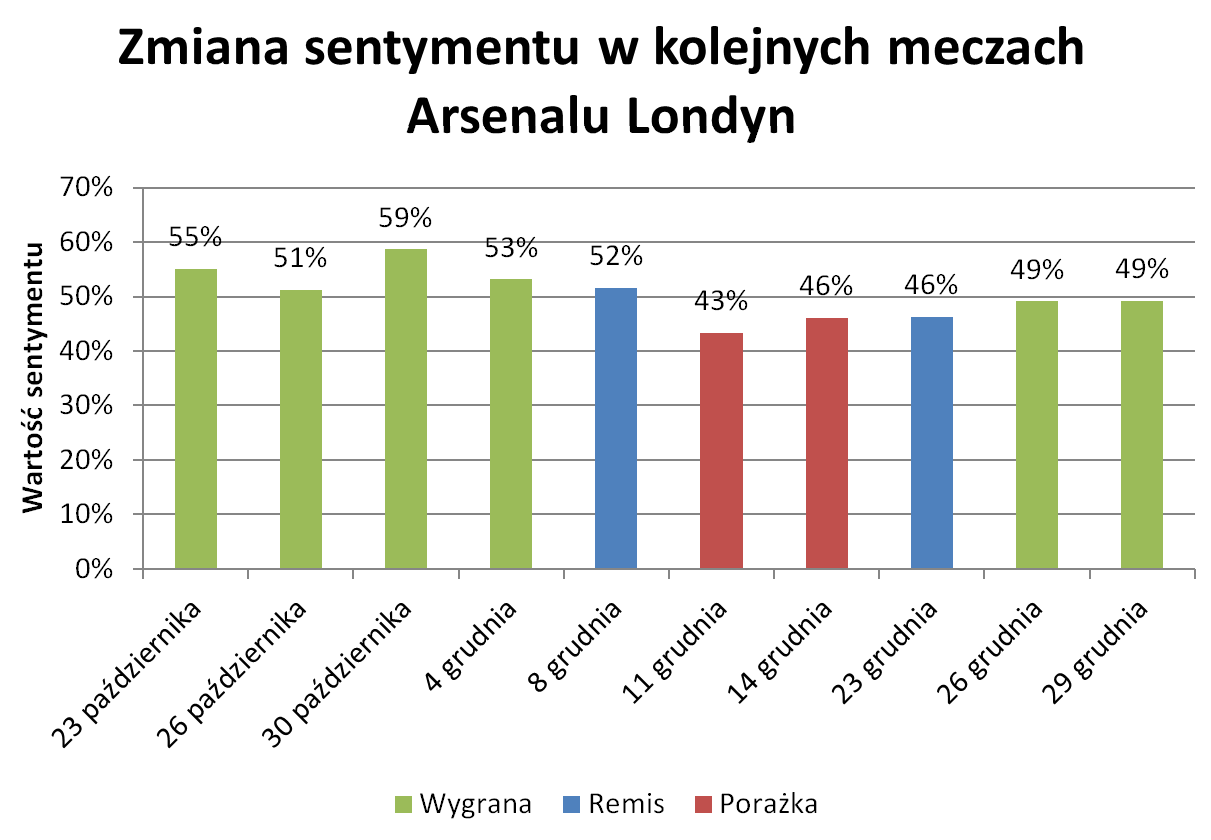 Zmiana sentymentu w kolejnych meczach
Arsenalu Londyn
Wartość sentymentu
70%
60%
50%
40%
30%
20%
10%
0%
55%
51%
59%
53%
52%
43%
46%
46%
49%
49%
23 października
26 października
30 października
4 grudnia
8 grudnia
11 grudnia
14 grudnia
23 grudnia
26 grudnia
29 grudnia
Wygrana Remis Porażka